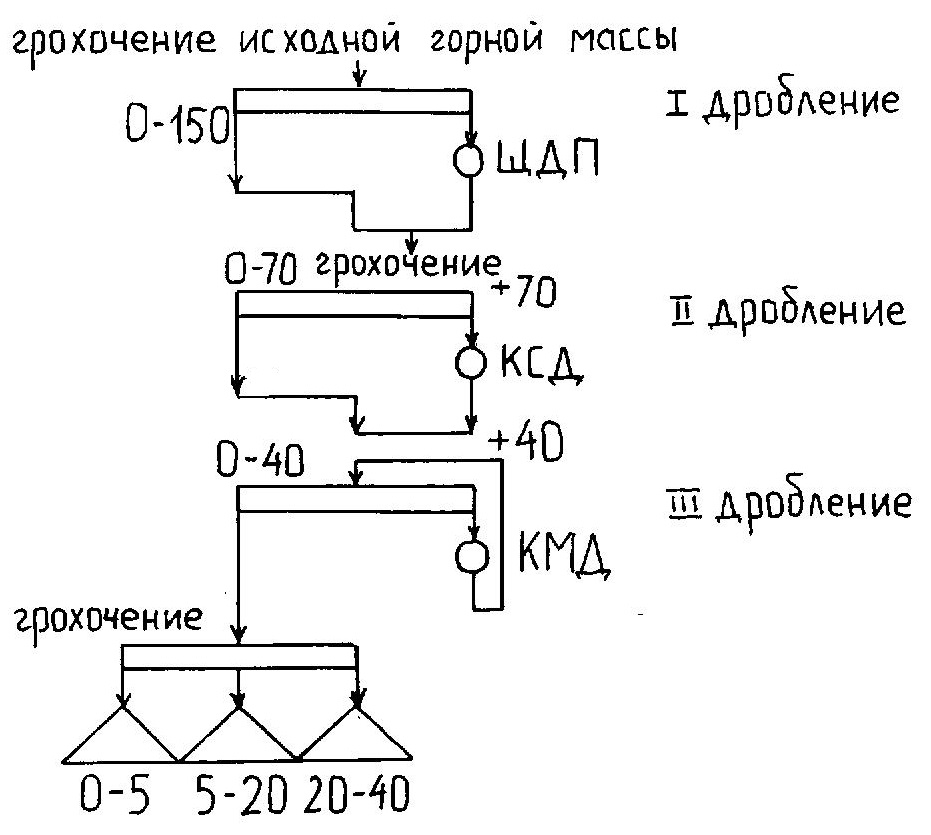 грохочение исходной горной массы
0-150
I дробление
ЩДП
0-70 грохочение +70
II дробление
КСД
0-40
+40
III дробление
КМД
грохочение
0-5 5-20 20-40